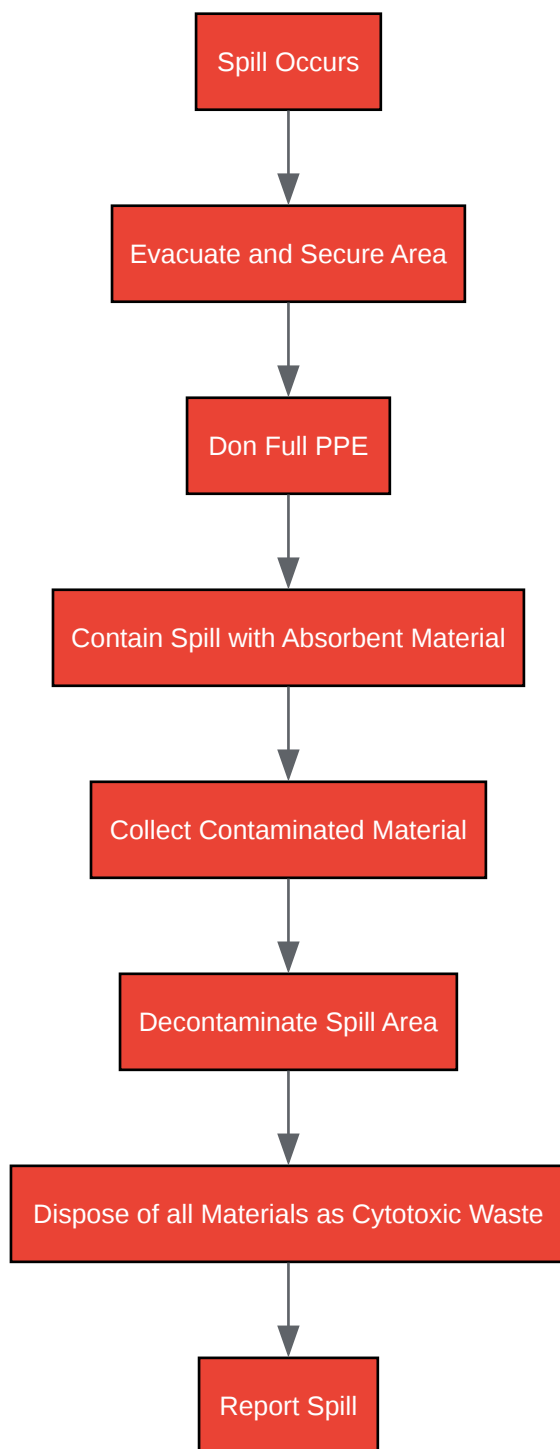 Spill Occurs
Evacuate and Secure Area
Don Full PPE
Contain Spill with Absorbent Material
Collect Contaminated Material
Decontaminate Spill Area
Dispose of all Materials as Cytotoxic Waste
Report Spill